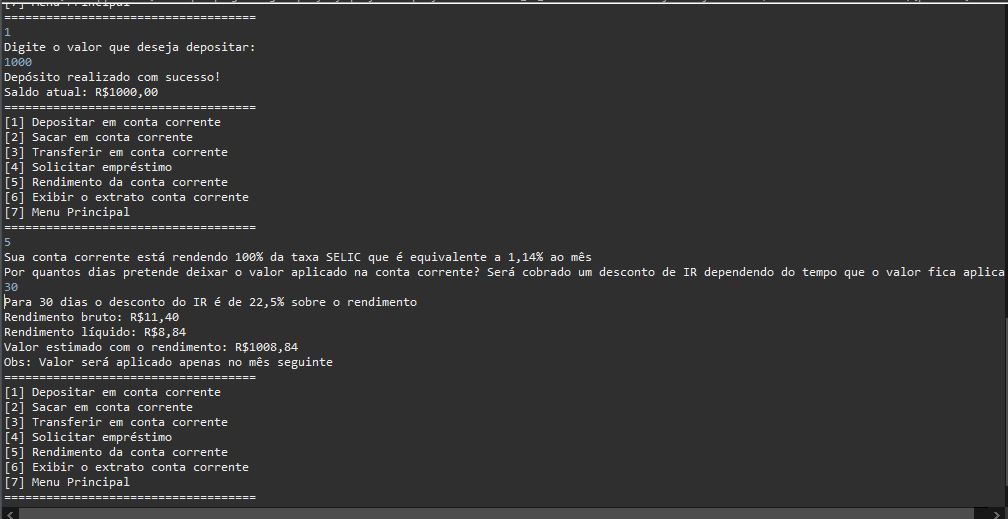 [7] Menu Principal
====================================
1
Digite o valor que deseja depositar:
1000
Depósito realizado com sucesso!
Saldo atual: R$1000,00
====================================
[1] Depositar em conta corrente
[2] Sacar em conta corrente
[3] Transferir em conta corrente
[4] Solicitar empréstimo
[5] Rendimento da conta corrente
[6] Exibir o extrato conta corrente
[7] Menu Principal
====================================
5
Sua conta corrente está rendendo 100% da taxa SELIC que é equivalente a 1,14% ao mês
Por quantos dias pretende deixar o valor aplicado na conta corrente? Será cobrado um desconto de IR dependendo do tempo que o valor fica aplica
30
Para 30 dias o desconto do IR é de 22,5% sobre o rendimento
Rendimento bruto: R$11,40
Rendimento líquido: R$8,84
Valor estimado com o rendimento: R$1008,84
Obs: Valor será aplicado apenas no mês seguinte
====================================
[1] Depositar em conta corrente
[2] Sacar em conta corrente
[3] Transferir em conta corrente
[4] Solicitar empréstimo
[5] Rendimento da conta corrente
[6] Exibir o extrato conta corrente
[7] Menu Principal
====================================